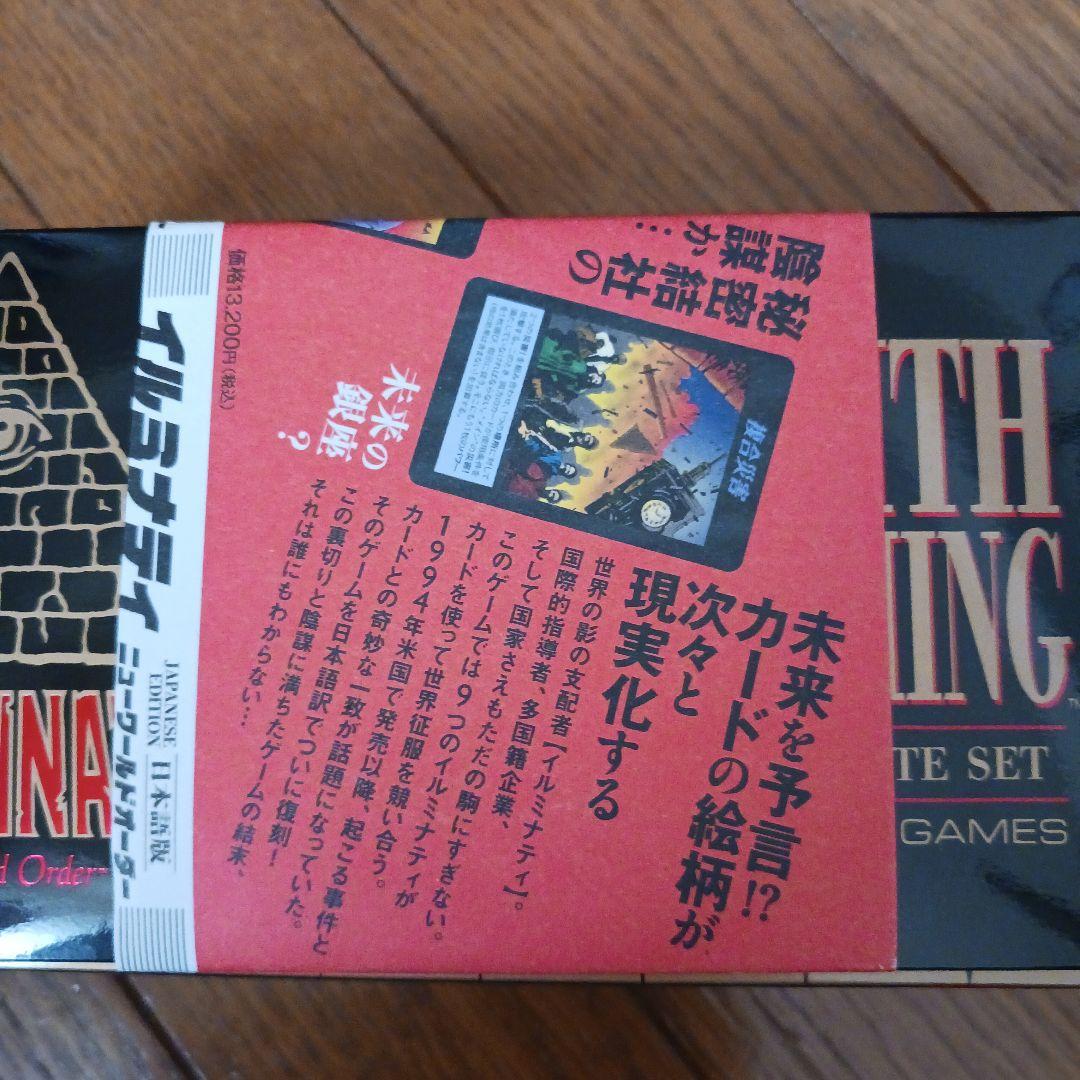 秘密結社の
陰謀か…
未来を予言!?
カードの絵柄が
次々と
現実化する
世界の影の支配者【イルミナティ】。
国際的指導者、多国籍企業、
そして国家さえもただの駒にすぎない。
このゲームでは9つのイルミナティが
カードを使って世界征服を競い合う。
1994年米国で発売以降、起こる事件と
カードとの奇妙な一致が話題になっていた。
そのゲームを日本語訳でついに復刻!
この裏切りと陰謀に満ちたゲームの結末、
それは誰にもわからない…
複合災害
未来の
銀座?
価格13,200円(税込)
イルミナティ
ニューワールドオーダー
JAPANESE
EDITION
日本語版
INA
d Order™
ITH
NING™
TE SET
GAMES